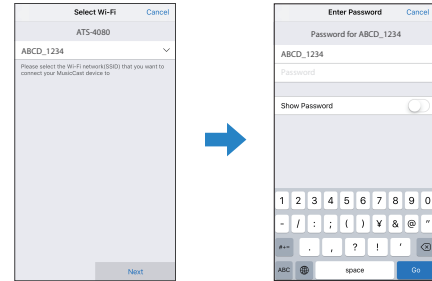 Select Wi-Fi Cancel
ATS-4080
ABCD_1234
Please select the Wi-Fi network(SSID) that you want to
connect your MusicCast device to
Next
Enter Password Cancel
Password for ABCD_1234
ABCD_1234
Password
Show Password
1 2 3 4 5 6 7 8 9 0
- / : ; ( ) ¥ & @ "
#+= . , ? ! '
ABC space Go